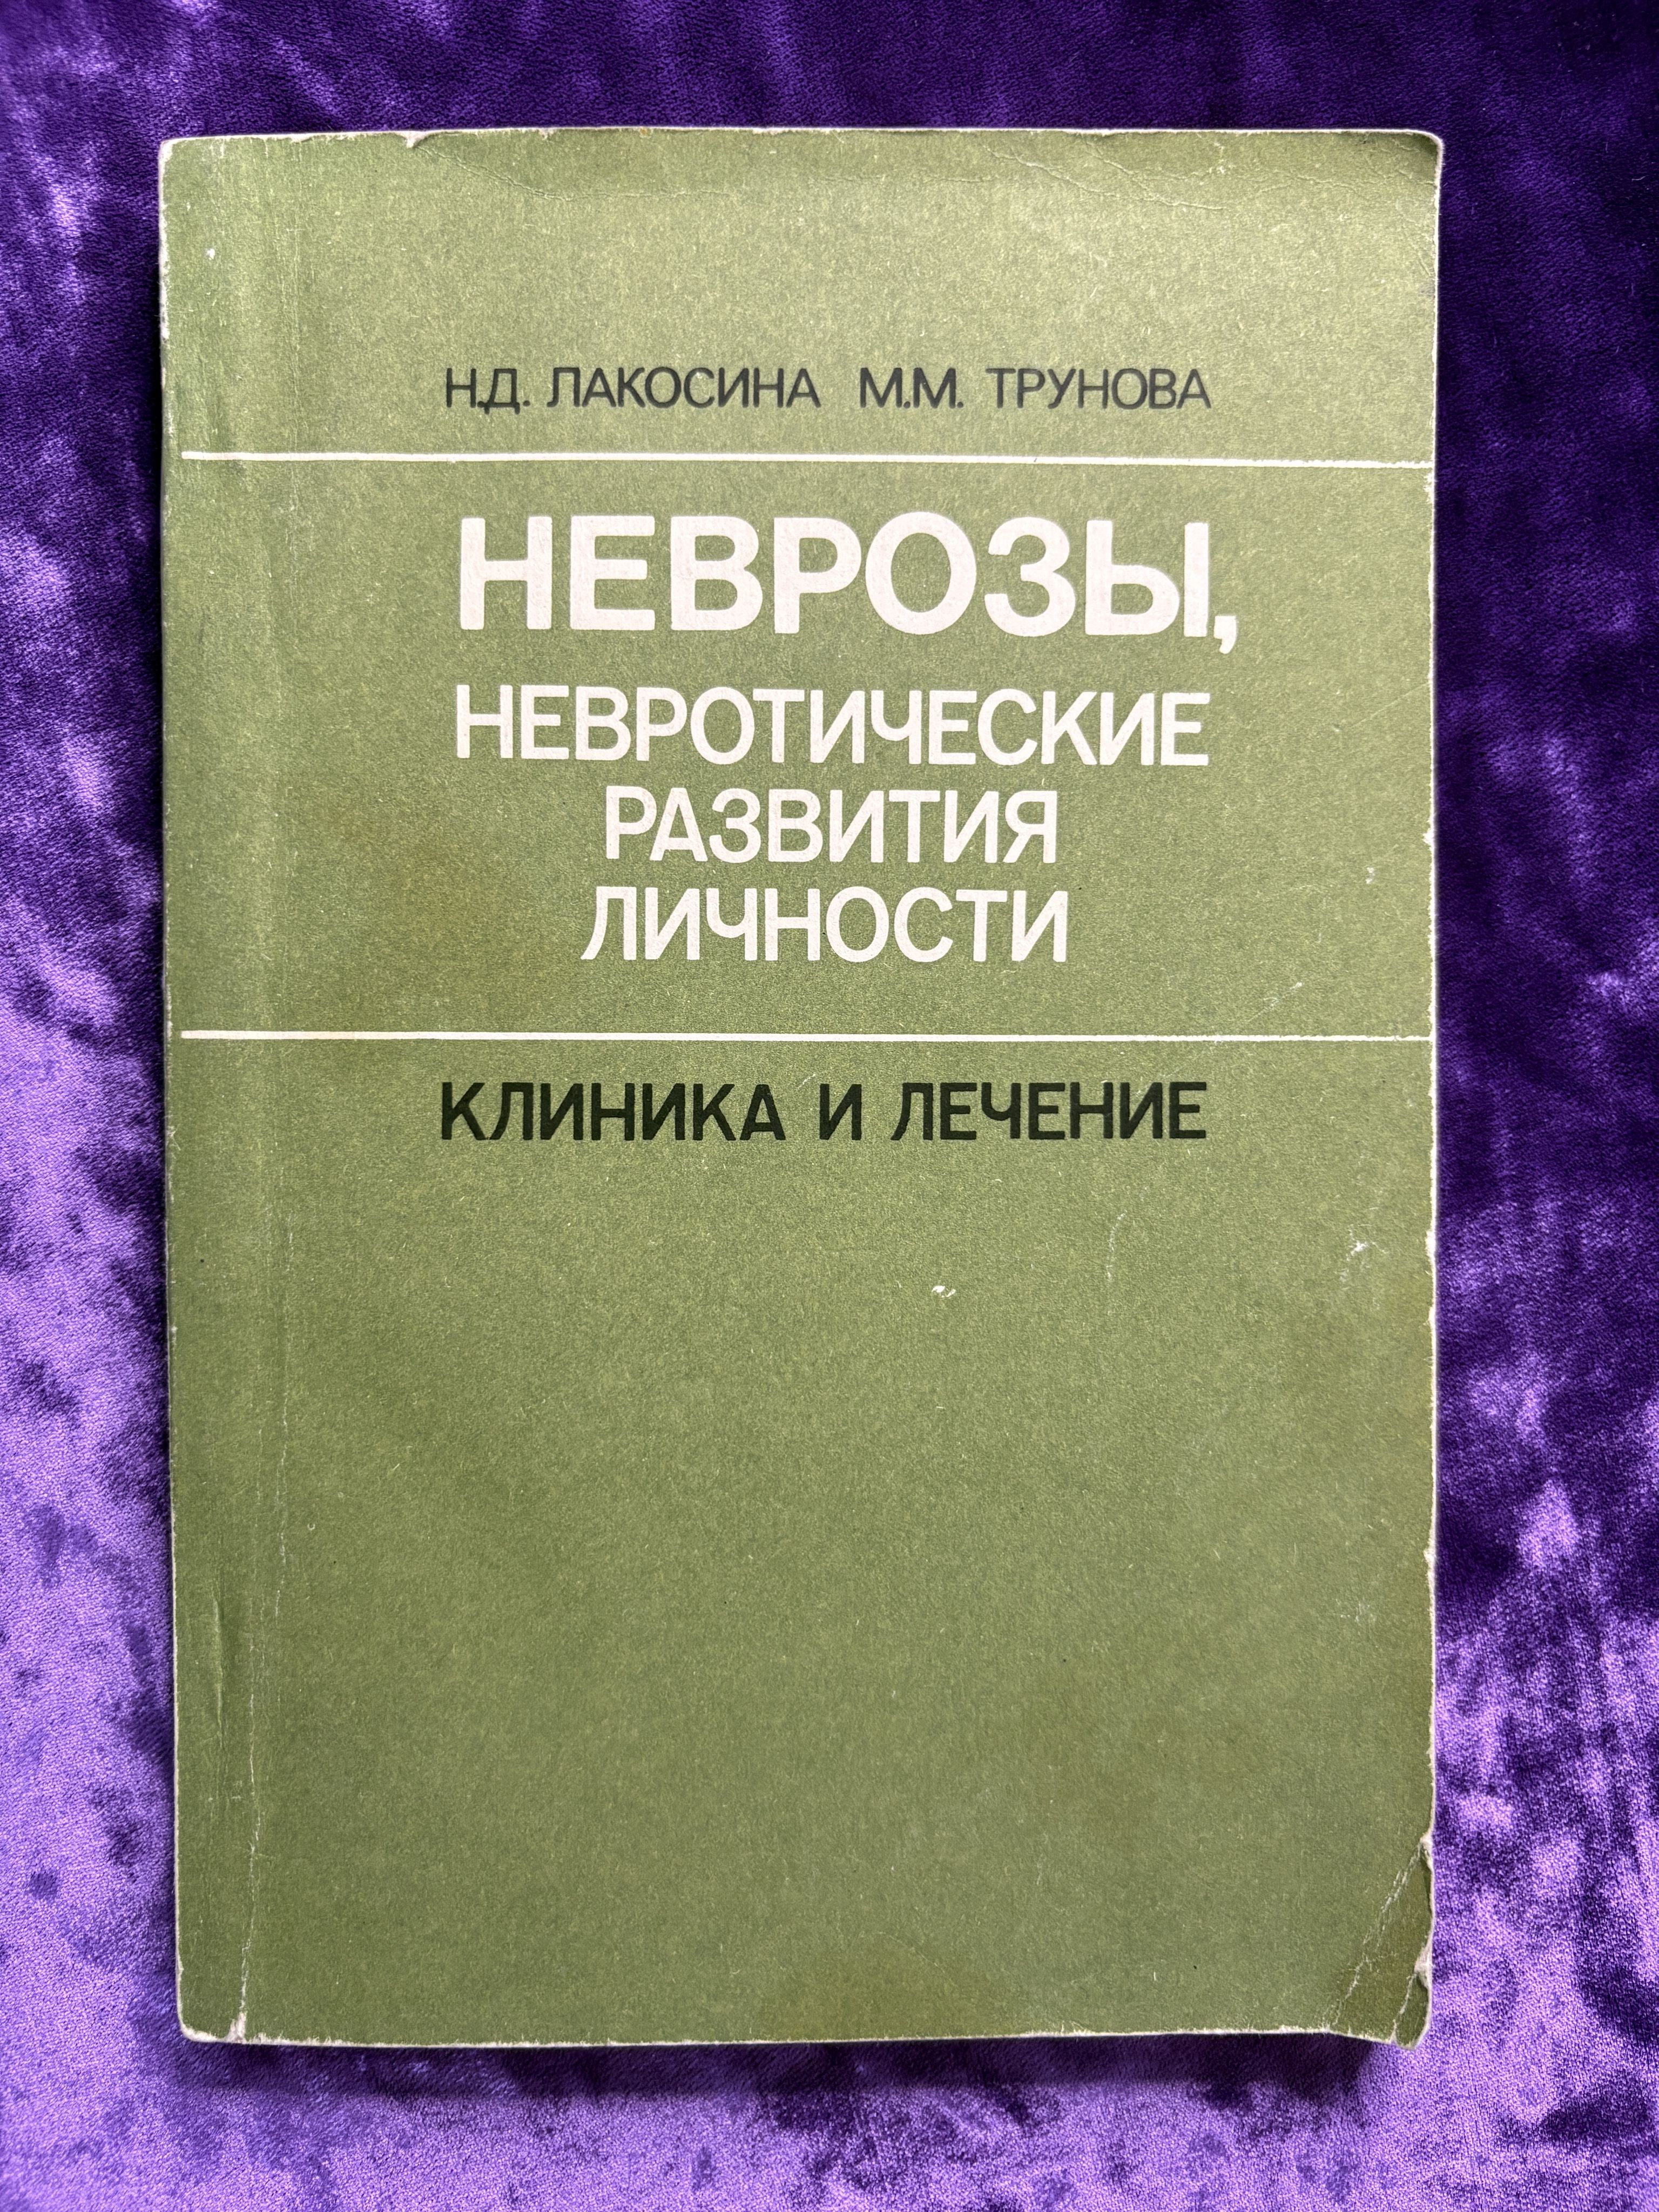 Н.Д. ЛАКОСИНА М.М. ТРУНОВА
НЕВРОЗЫ,
НЕВРОТИЧЕСКИЕ
РАЗВИТИЯ
ЛИЧНОСТИ
КЛИНИКА И ЛЕЧЕНИЕ